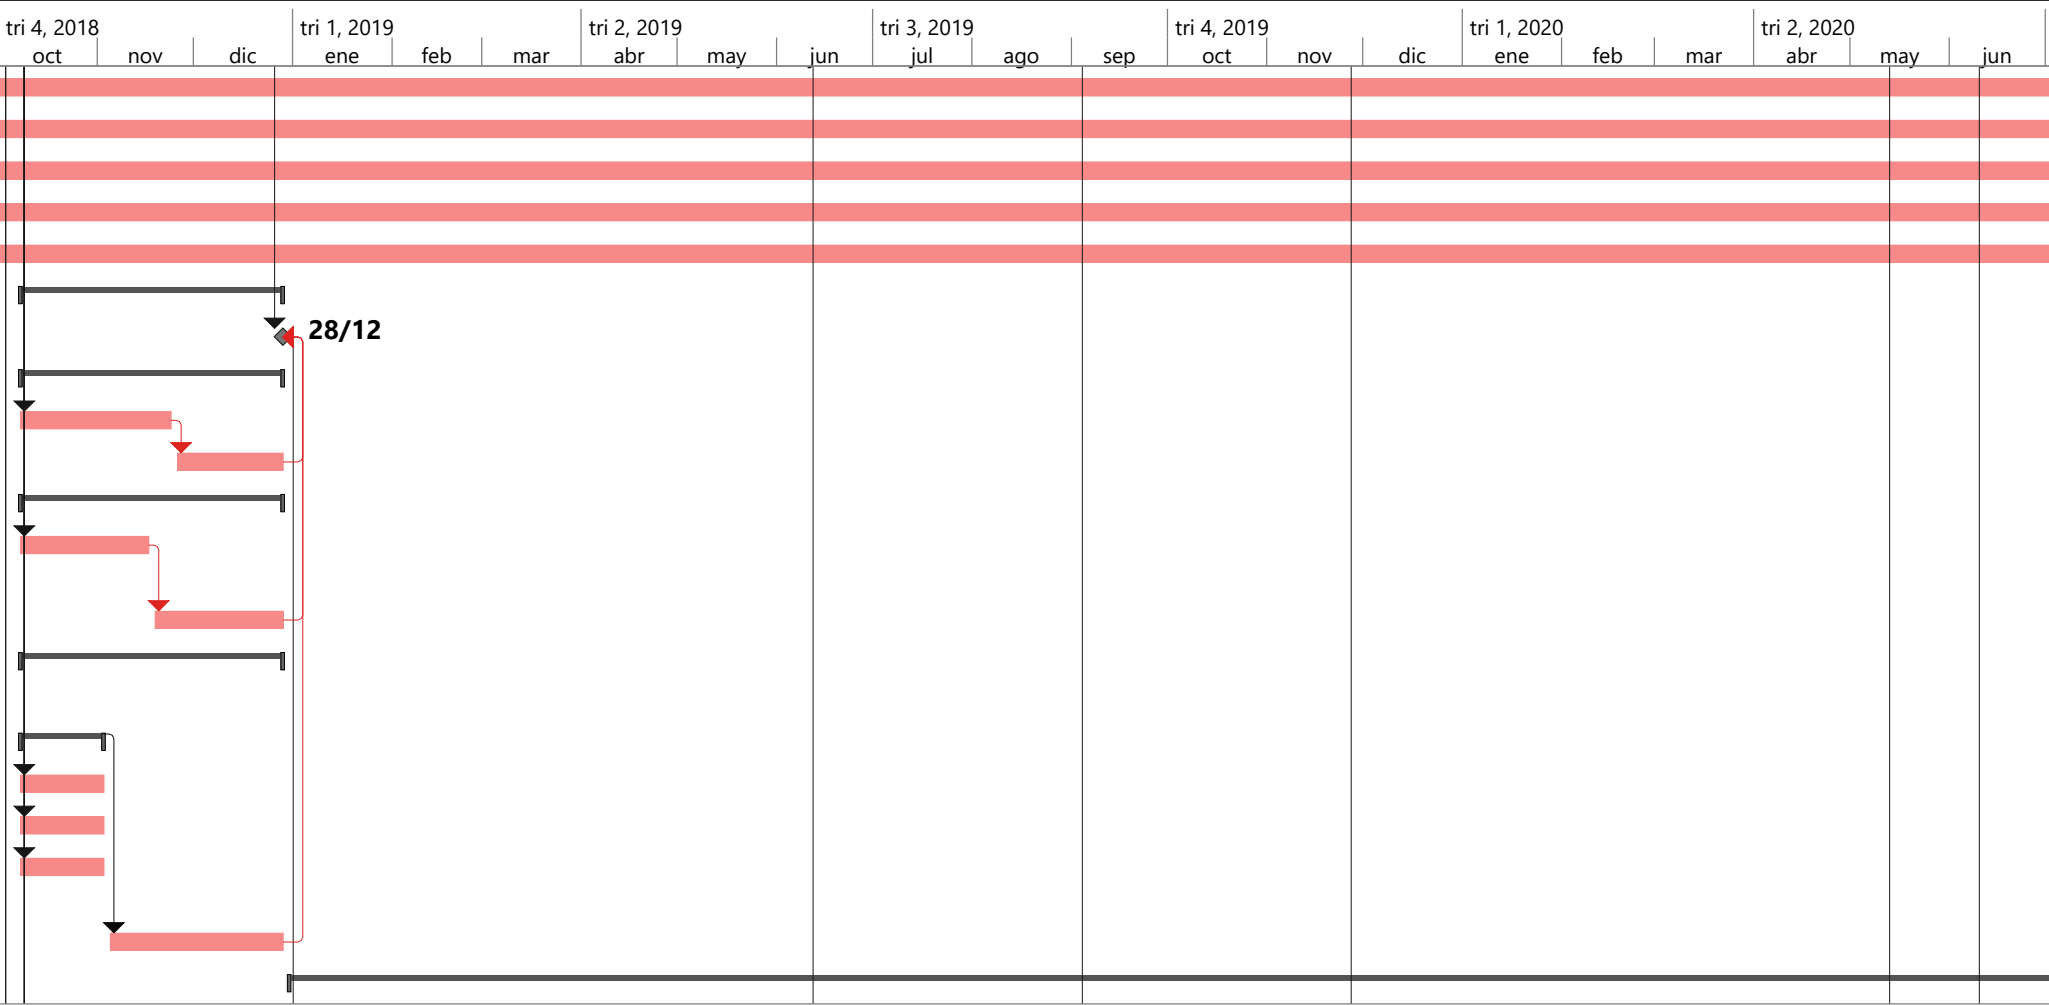 tri 4, 2018 tri 1, 2019 tri 2, 2019 tri 3, 2019 tri 4, 2019 tri 1, 2020 tri 2, 2020
oct nov dic ene feb mar abr may jun jul ago sep oct nov dic ene feb mar abr may jun
28/12